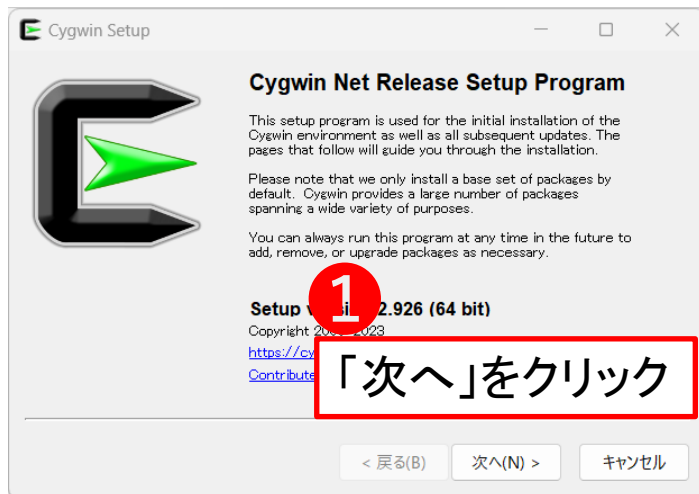 Cygwin Setup
Cygwin Net Release Setup Program
This setup program is used for the initial installation of the
Cygwin environment as well as all subsequent updates. The
pages that follow will guide you through the installation.
Please note that we only install a base set of packages by
default. Cygwin provides a large number of packages
spanning a wide variety of purposes.
You can always run this program at any time in the future to
add, remove, or upgrade packages as necessary.
1
Setup 2.926 (64 bit)
Copyright 2023
https://cy
Contribute
「次へ」をクリック
< 戻る(B) 次へ(N) > キャンセル